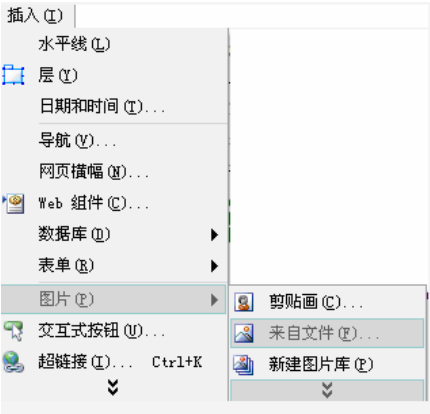 插入(I)
水平线(L)
层(Y)
日期和时间(T)...
导航(V)...
网页横幅(N)...
Web 组件(C)...
数据库(D)
表单(R)
图片(P)
剪贴画(C)...
交互式按钮(U)...
来自文件(F)...
超链接(I)... Ctrl+K
新建图片库(P)